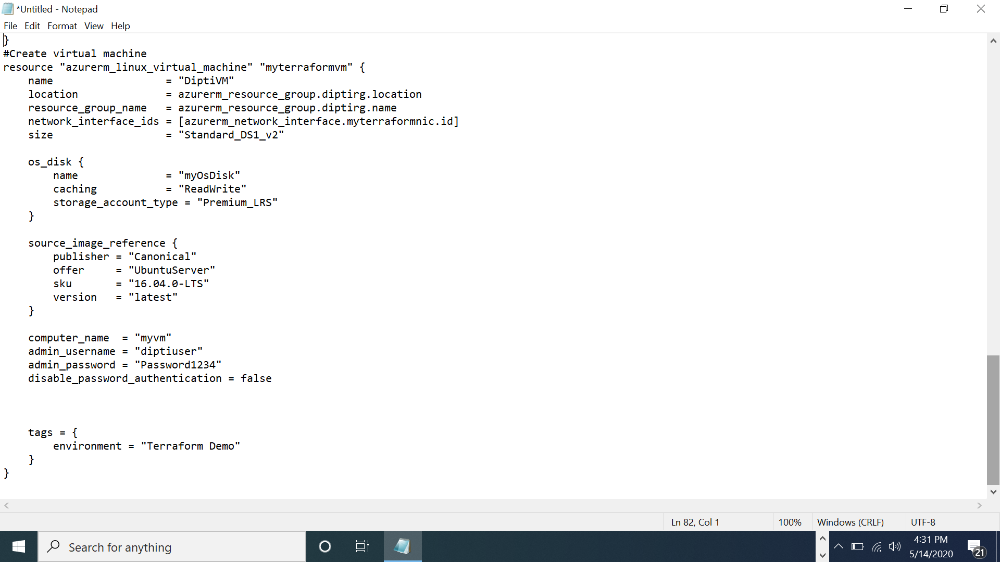 *Untitled - Notepad
File Edit Format View Help
}
#Create virtual machine
resource "azurerm_linux_virtual_machine" "myterraformvm" {
    name                  = "DiptiVM"
    location              = azurerm_resource_group.diptirg.location
    resource_group_name   = azurerm_resource_group.diptirg.name
    network_interface_ids = [azurerm_network_interface.myterraformnic.id]
    size                  = "Standard_DS1_v2"

    os_disk {
        name              = "myOsDisk"
        caching           = "ReadWrite"
        storage_account_type = "Premium_LRS"
    }

    source_image_reference {
        publisher = "Canonical"
        offer     = "UbuntuServer"
        sku       = "16.04.0-LTS"
        version   = "latest"
    }

    computer_name  = "myvm"
    admin_username = "diptiuser"
    admin_password = "Password1234"
    disable_password_authentication = false

    tags = {
        environment = "Terraform Demo"
    }
}
Ln 82, Col 1
100%
Windows (CRLF)
UTF-8
Search for anything
4:31 PM
5/14/2020
21